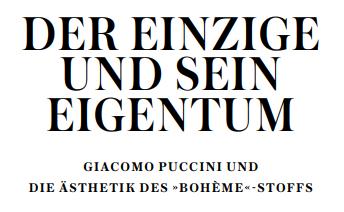 DER EINZIGE
UND SEIN
EIGENTUM
GIACOMO PUCCINI UND
DIE ÄSTHETIK DES »BOHÈME«-STOFFS